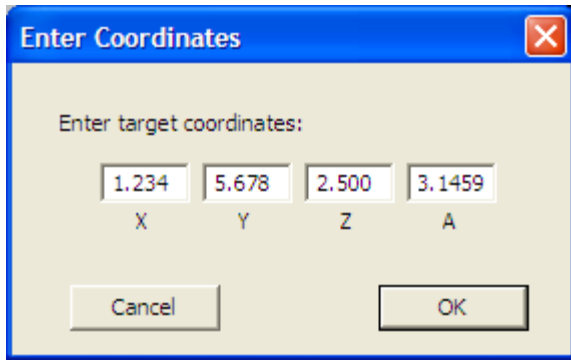 Enter Coordinates
Enter target coordinates:
1.234 5.678 2.500 3.1459
X Y Z A
Cancel OK